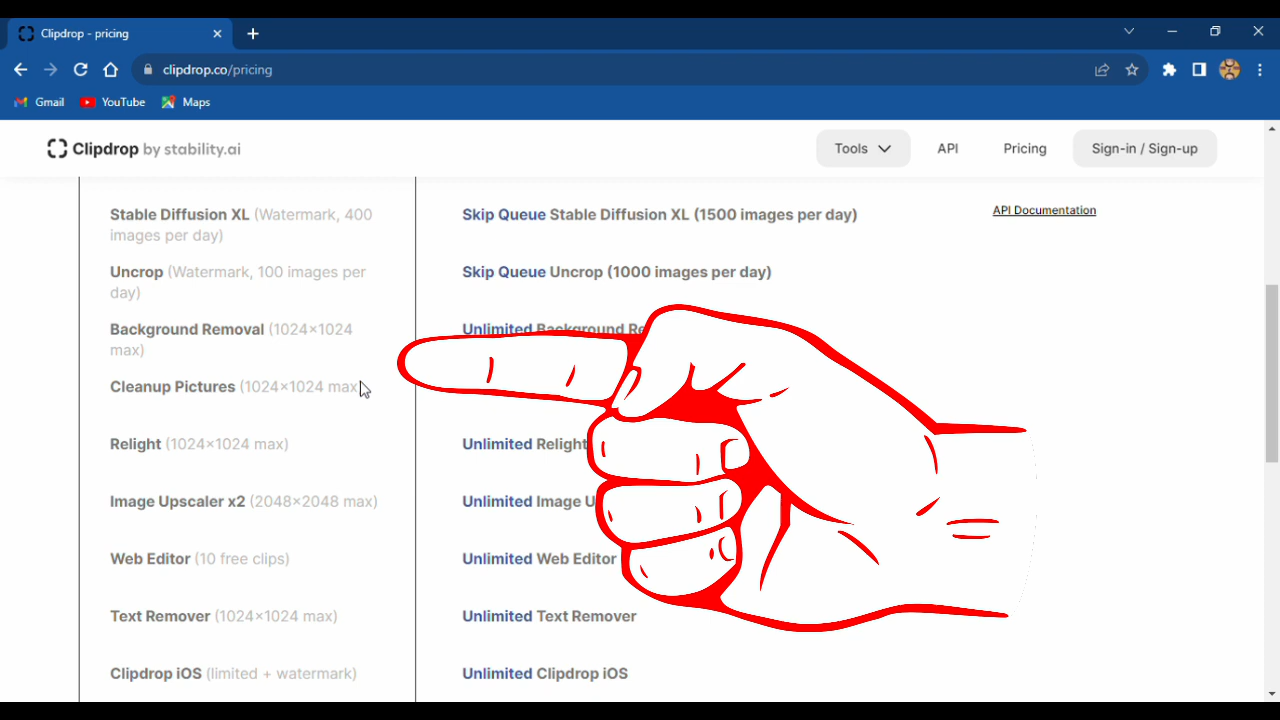 Clipdrop - pricing
clipdrop.co/pricing
Gmail YouTube Maps
Clipdrop by stability.ai
Tools API Pricing Sign-in / Sign-up
Stable Diffusion XL (Watermark, 400
images per day)
Uncrop (Watermark, 100 images per
day)
Background Removal (1024×1024
max)
Cleanup Pictures (1024×1024 max
Relight (1024×1024 max)
Image Upscaler x2 (2048×2048 max)
Web Editor (10 free clips)
Text Remover (1024×1024 max)
Clipdrop iOS (limited + watermark)
Skip Queue Stable Diffusion XL (1500 images per day)
Skip Queue Uncrop (1000 images per day)
Unlimited Background Re
Unlimited Relight
Unlimited Image U
Unlimited Web Editor
Unlimited Text Remover
Unlimited Clipdrop iOS
API Documentation